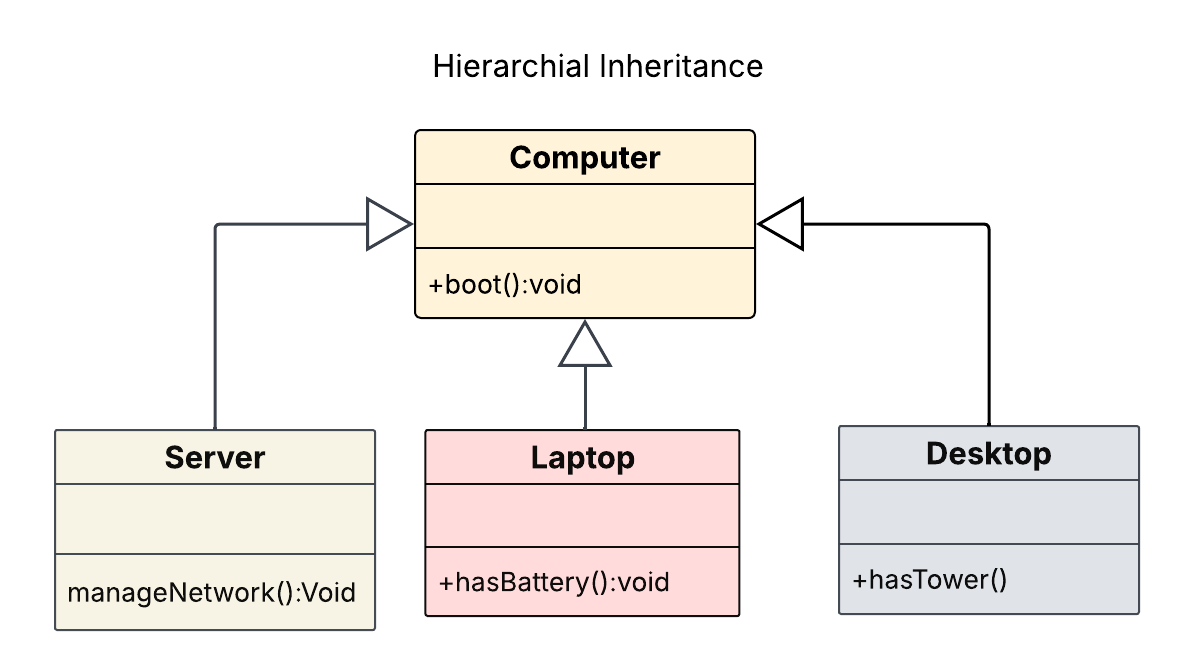 Hierarchial Inheritance
Computer
+boot():void
Server
manageNetwork():Void
Laptop
+hasBattery():void
Desktop
+hasTower()